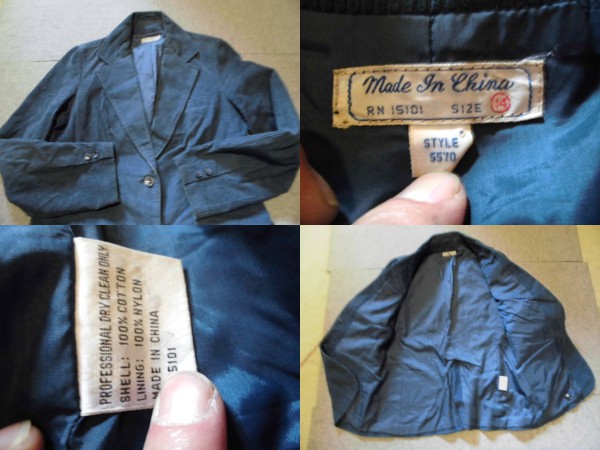 Made In China
RN 15101 SIZE 14
STYLE
5570
PROFESSIONAL DRY CLEAN ONLY
SHELL: 100% COTTON
LINING: 100% NYLON
MADE IN CHINA
5101